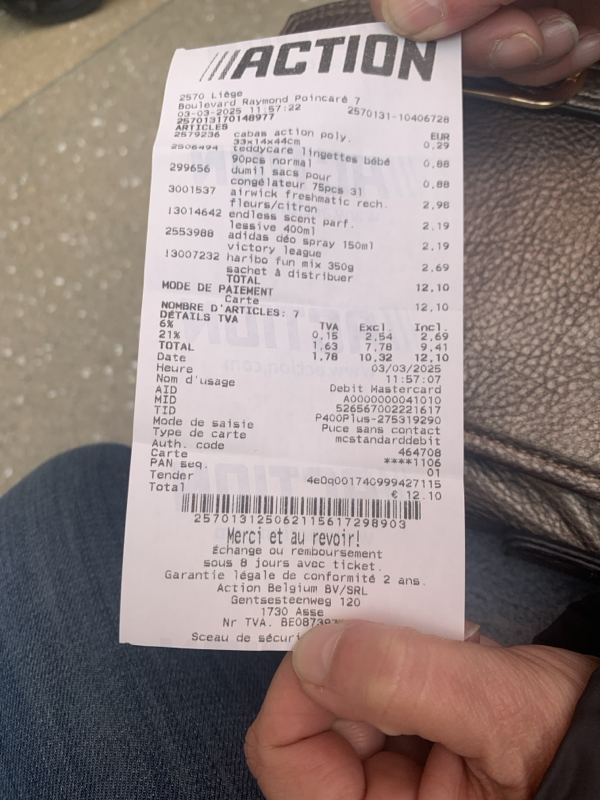 ///ACTION
2570 Liège
Boulevard Raymond Poincaré 7
03-03-2025 11:57:22 2570131-10406728
257013170148977
ARTICLES EUR
2579236 cabas action poly. 0,29
33x14x44cm
2506494 teddycare lingettes bébé 0,88
90pcs normal
299656 dumil sacs pour 0,88
congélateur 75pcs 3l
3001537 airwick freshmatic rech. 2,98
fleurs/citron
13014642 endless scent parf. 2,19
lessive 400ml
2553988 adidas déo spray 150ml 2,19
victory league
13007232 haribo fun mix 350g 2,69
sachet à distribuer
TOTAL 12,10
MODE DE PAIEMENT
Carte 12,10
NOMBRE D'ARTICLES: 7
DÉTAILS TVA TVA Excl. Incl.
6% 0,15 2,54 2,69
21% 1,63 7,78 9,41
TOTAL 1,78 10,32 12,10
Date 03/03/2025
Heure 11:57:07
Nom d'usage Debit Mastercard
AID A0000000041010
MID 526567002221617
TID P400Plus-275319290
Mode de saisie Puce sans contact
Type de carte mcstandarddebit
Auth. code 464708
Carte ****1106
PAN seq. 01
Tender 4e0q001740999427115
Total € 12.10
257013125062115617298903
Merci et au revoir!
Échange ou remboursement
sous 8 jours avec ticket.
Garantie légale de conformité 2 ans.
Action Belgium BV/SRL
Gentsesteenweg 120
1730 Asse
Nr TVA. BE08739
Sceau de sécuri